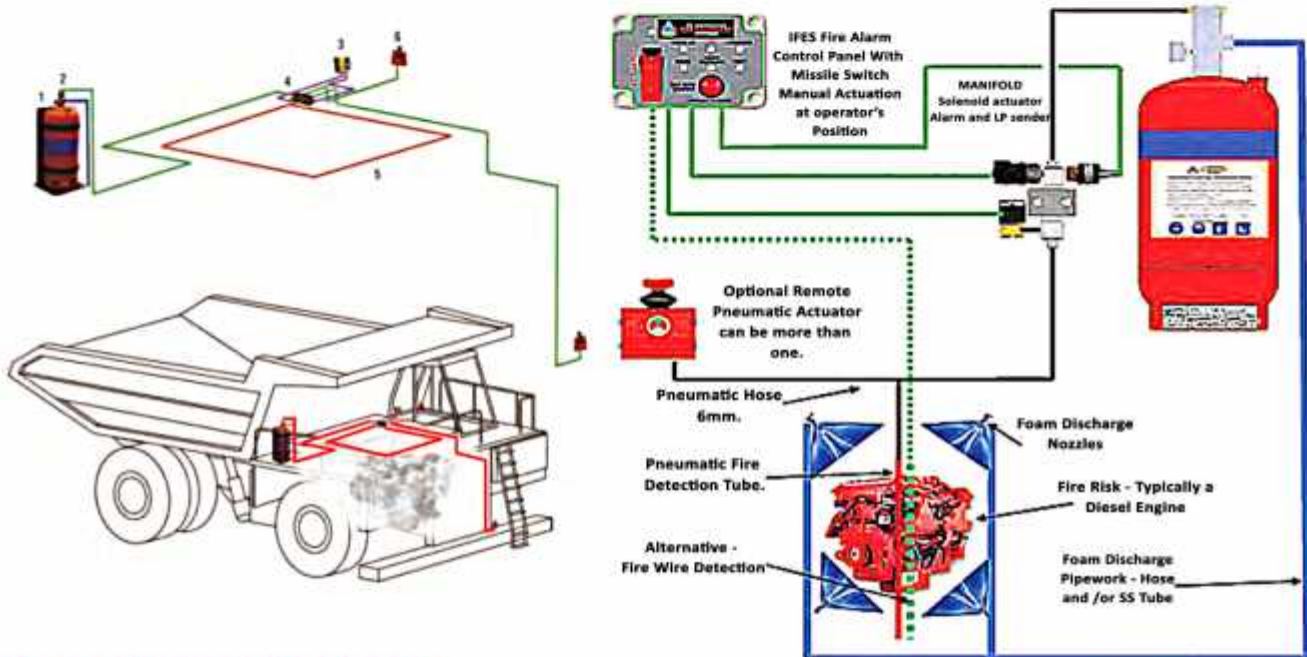 1
2
3
4
5
6
IFES Fire Alarm
Control Panel With
Missile Switch
Manual Actuation
at operator's
Position
MANIFOLD
Solenoid actuator
Alarm and LP sender
Optional Remote
Pneumatic Actuator
can be more than
one.
Pneumatic Hose
6mm.
Pneumatic Fire
Detection Tube.
Alternative -
Fire Wire Detection
Foam Discharge
Nozzles
Fire Risk - Typically a
Diesel Engine
Foam Discharge
Pipework - Hose
and /or SS Tube